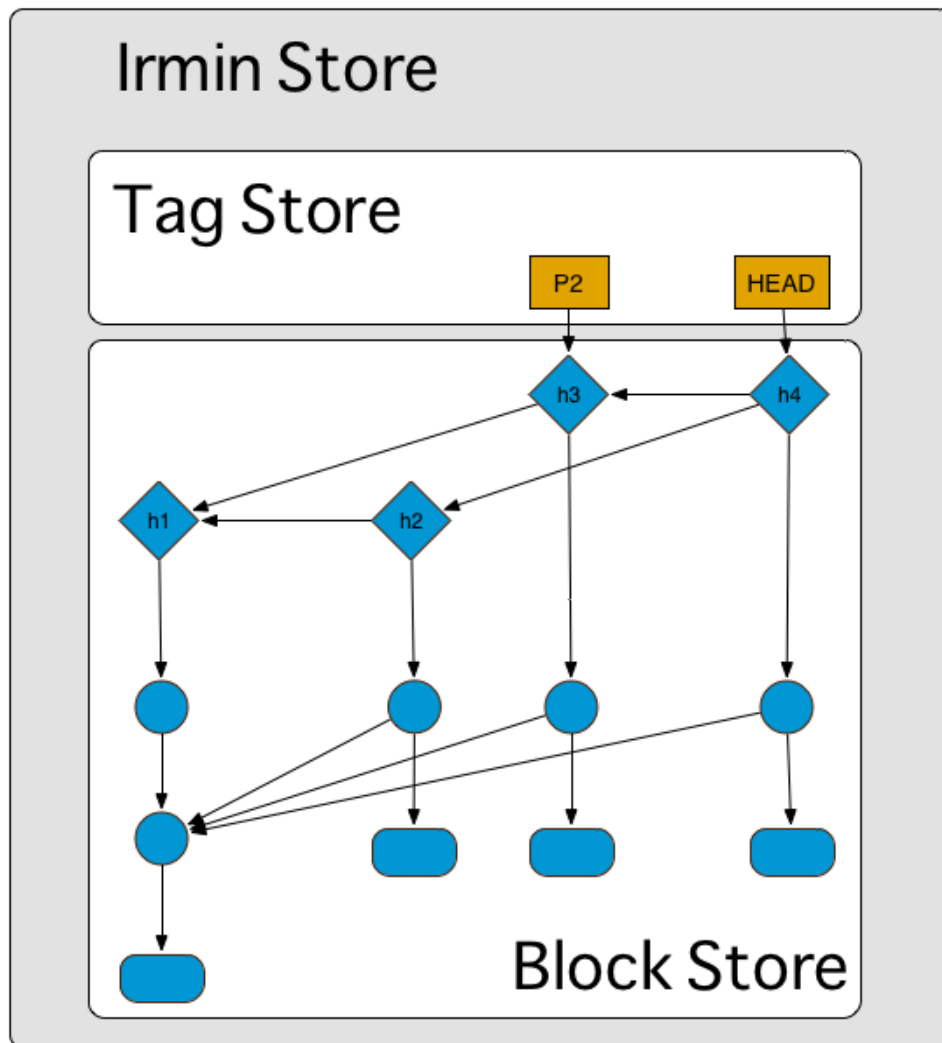 Irmin Store
Tag Store
P2
HEAD
h3
h4
h1
h2
Block Store